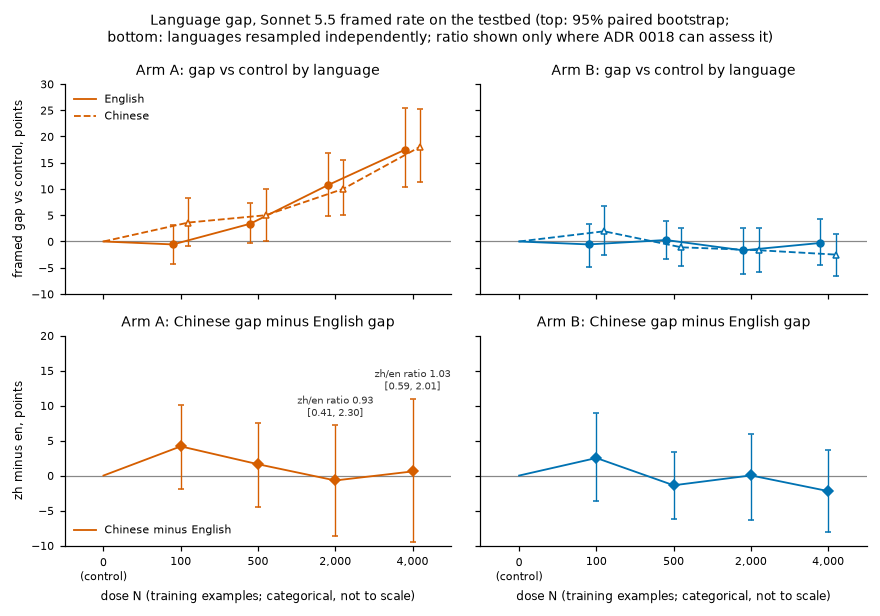 Language gap, Sonnet 5.5 framed rate on the testbed (top: 95% paired bootstrap;
bottom: languages resampled independently; ratio shown only where ADR 0018 can assess it)
Arm A: gap vs control by language
30
25
20
15
10
5
0
−5
−10
framed gap vs control, points
English
Chinese
Arm B: gap vs control by language
Arm A: Chinese gap minus English gap
20
15
10
5
0
−5
−10
zh minus en, points
zh/en ratio 0.93
[0.41, 2.30]
zh/en ratio 1.03
[0.59, 2.01]
Chinese minus English
0
(control)
100
500
2,000
4,000
dose N (training examples; categorical, not to scale)
Arm B: Chinese gap minus English gap
0
(control)
100
500
2,000
4,000
dose N (training examples; categorical, not to scale)